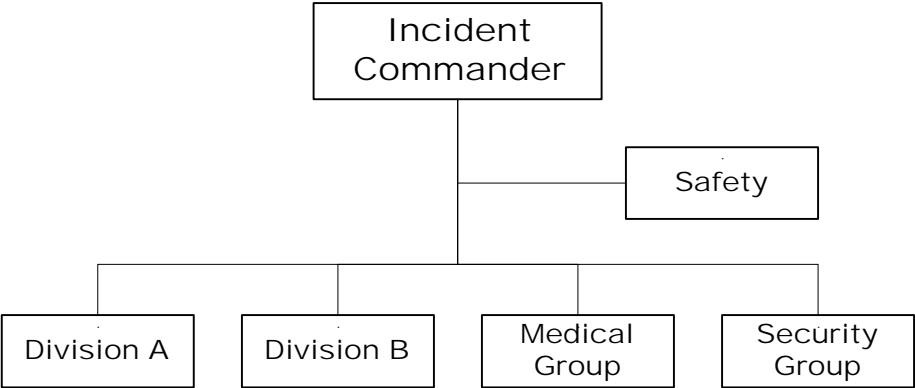 Incident
Commander
Safety
Division A
Division B
Medical
Group
Security
Group